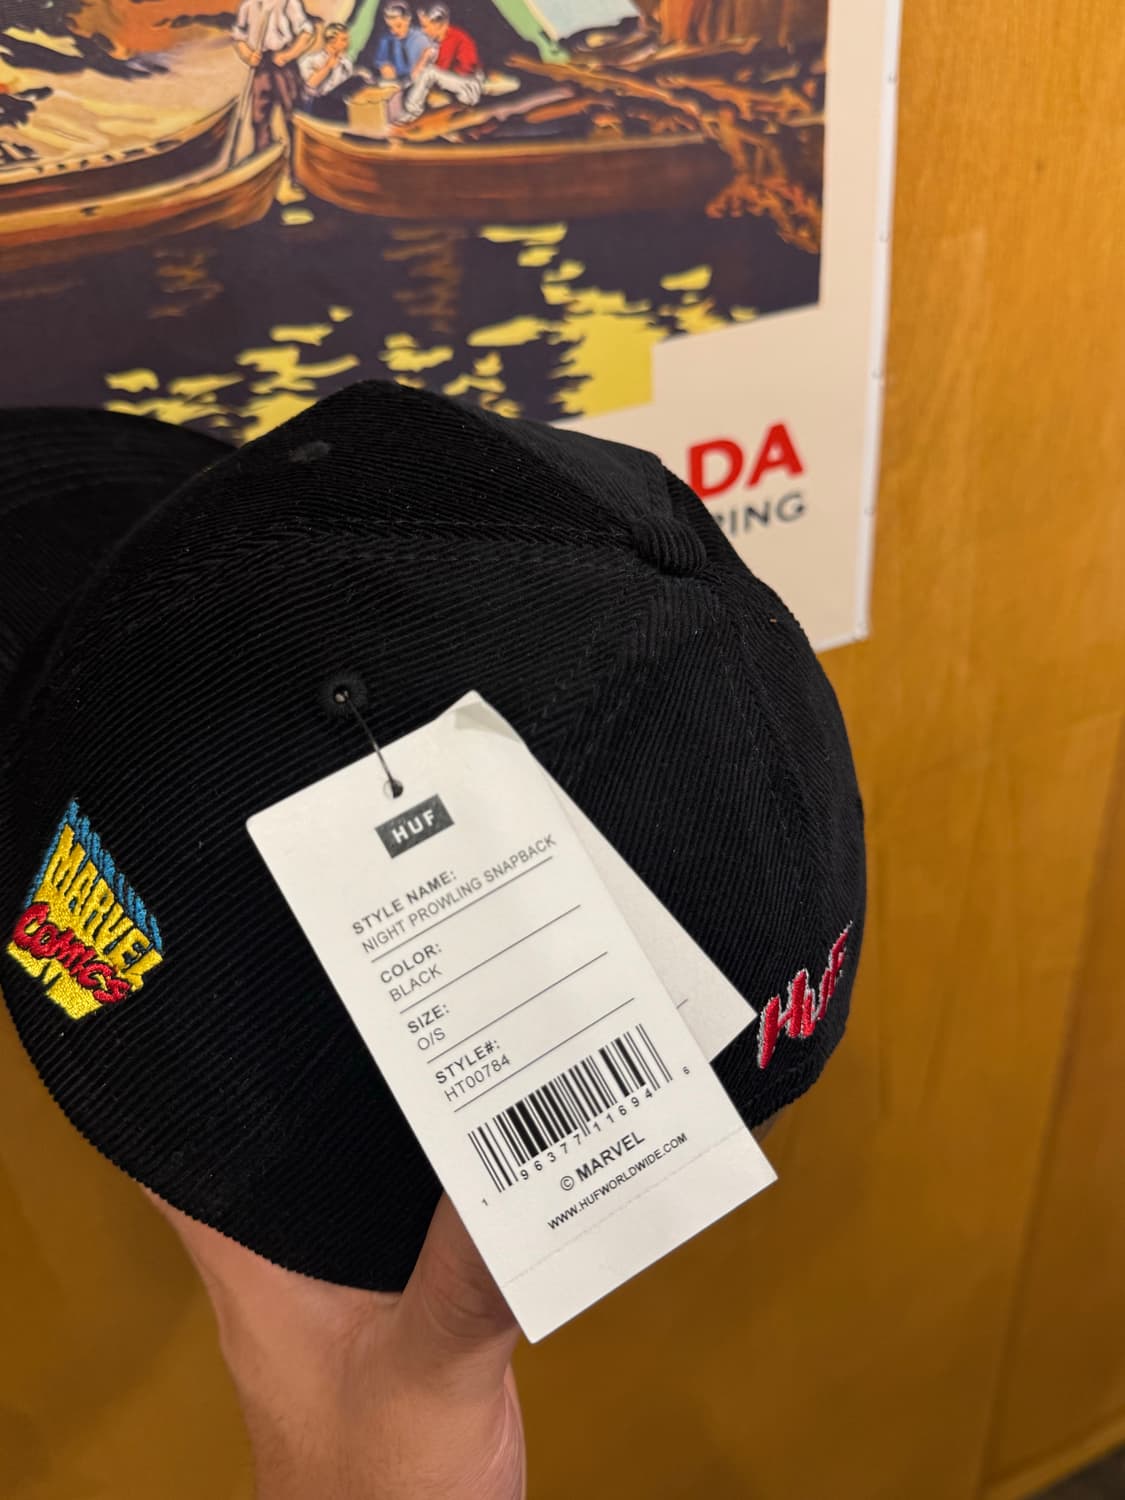 DA
PING
HUF
STYLE NAME:
NIGHT PROWLING SNAPBACK
COLOR:
BLACK
SIZE:
O/S
STYLE#:
HT00784
1 96377 11694 6
© MARVEL
WWW.HUFWORLDWIDE.COM
MARVEL
COMICS
HUF